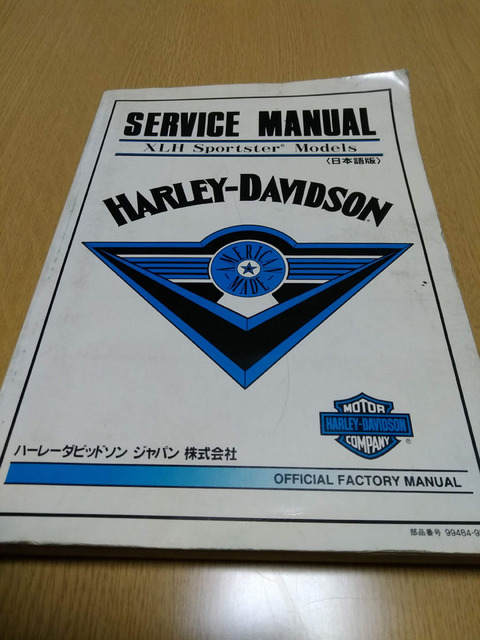 SERVICE MANUAL
XLH Sportster® Models
〈日本語版〉
HARLEY-DAVIDSON
AMERICAN MADE
MOTOR
HARLEY-DAVIDSON
COMPANY
®
ハーレーダビッドソン ジャパン 株式会社
OFFICIAL FACTORY MANUAL
部品番号 99484-9